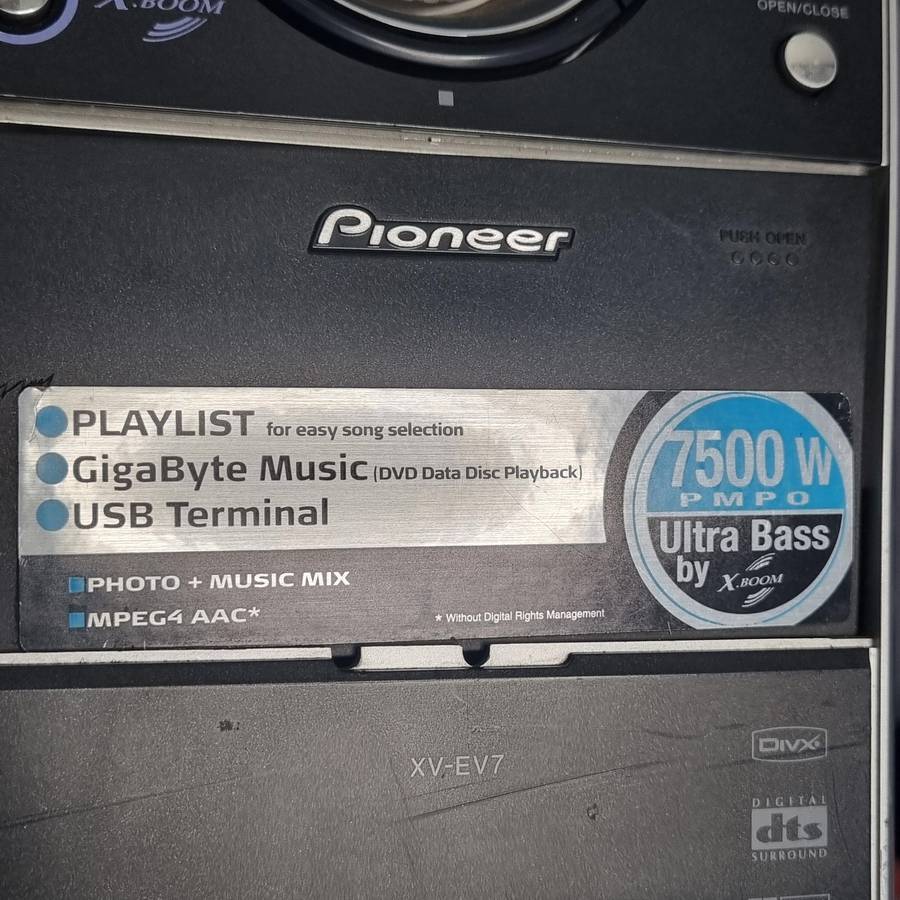 X.BOOM
OPEN/CLOSE
Pioneer
PUSH OPEN
PLAYLIST for easy song selection
GigaByte Music (DVD Data Disc Playback)
USB Terminal
PHOTO + MUSIC MIX
MPEG4 AAC*
* Without Digital Rights Management
7500 W
PMPO
Ultra Bass
by X.BOOM
XV-EV7
DIVX
DIGITAL
dts
SURROUND